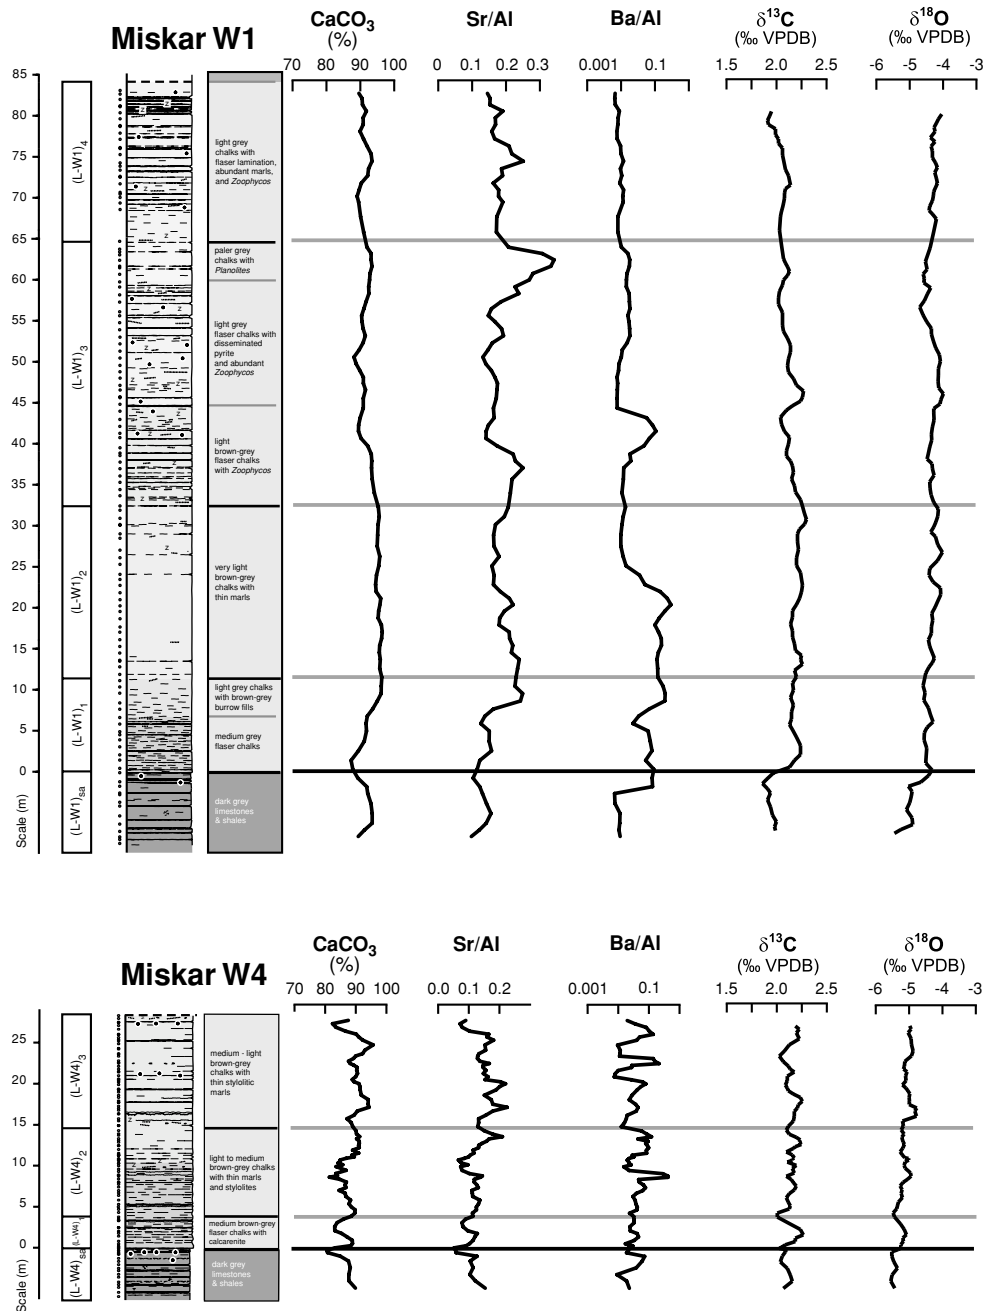 Miskar W1
CaCO3
(%)
70 80 90 100
Sr/Al
0 0.1 0.2 0.3
Ba/Al
0.001 0.1
δ13C
(‰ VPDB)
1.5 2.0 2.5
δ18O
(‰ VPDB)
-6 -5 -4 -3
85
80
75
70
65
60
55
50
45
40
35
30
25
20
15
10
5
0
Scale (m)
(L-W1)4
(L-W1)3
(L-W1)2
(L-W1)1
(L-W1)sa
light grey
chalks with
flaser lamination,
abundant marls,
and Zoophycos
paler grey
chalks with
Planolites
light grey
flaser chalks with
disseminated
pyrite
and abundant
Zoophycos
light
brown-grey
flaser chalks
with Zoophycos
very light
brown-grey
chalks with
thin marls
light grey chalks
with brown-grey
burrow fills
medium grey
flaser chalks
dark grey
limestones
& shales
Miskar W4
CaCO3
(%)
70 80 90 100
Sr/Al
0.0 0.1 0.2
Ba/Al
0.001 0.1
δ13C
(‰ VPDB)
1.5 2.0 2.5
δ18O
(‰ VPDB)
-6 -5 -4 -3
25
20
15
10
5
0
Scale (m)
(L-W4)3
(L-W4)2
(L-W4)1
(L-W4)sa
medium - light
brown-grey
chalks with
thin stylolitic
marls
light to medium
brown-grey chalks
with thin marls
and stylolites
medium brown-grey
flaser chalks with
calcarenite
dark grey
limestones
& shales